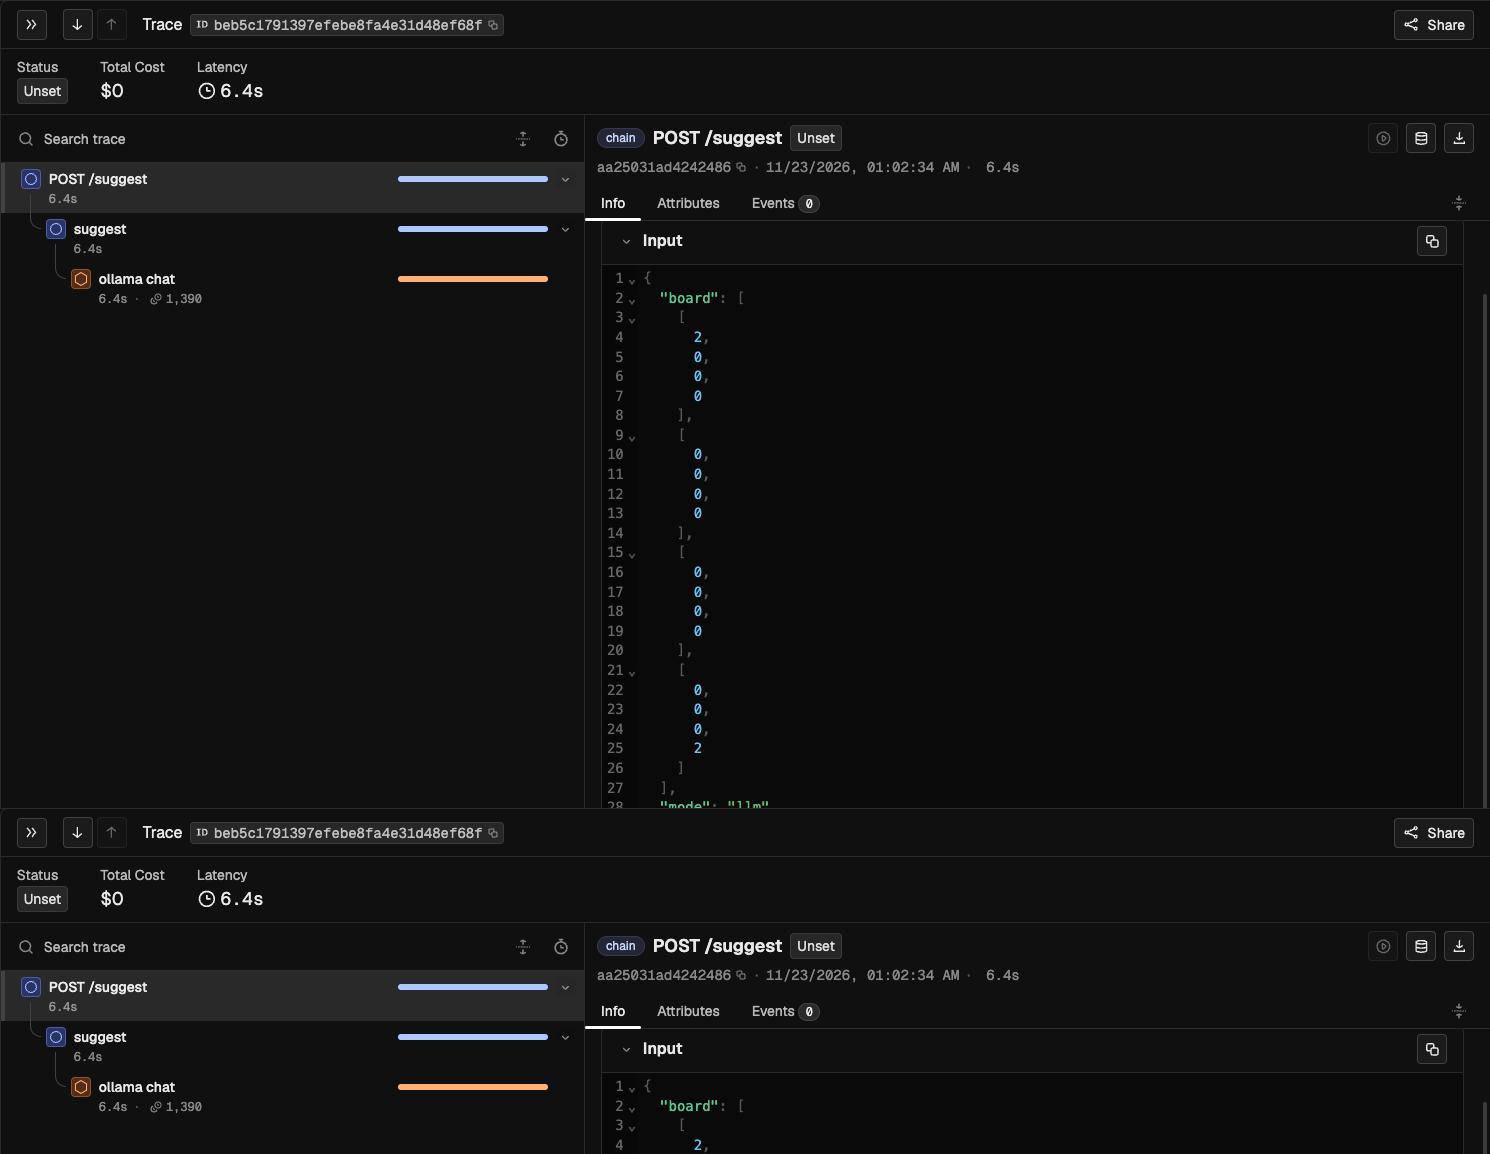 Trace ID beb5c1791397efebe8fa4e31d48ef68f Share
Status Total Cost Latency
Unset $0 6.4s
Search trace
POST /suggest
6.4s
suggest
6.4s
ollama chat
6.4s · 1,390
chain POST /suggest Unset
aa25031ad4242486 · 11/23/2026, 01:02:34 AM · 6.4s
Info Attributes Events 0
Input
1 {
2 "board": [
3 [
4 2,
5 0,
6 0,
7 0
8 ],
9 [
10 0,
11 0,
12 0,
13 0
14 ],
15 [
16 0,
17 0,
18 0,
19 0
20 ],
21 [
22 0,
23 0,
24 0,
25 2
26 ]
27 ],
28 "mode": "llm"
Trace ID beb5c1791397efebe8fa4e31d48ef68f Share
Status Total Cost Latency
Unset $0 6.4s
Search trace
POST /suggest
6.4s
suggest
6.4s
ollama chat
6.4s · 1,390
chain POST /suggest Unset
aa25031ad4242486 · 11/23/2026, 01:02:34 AM · 6.4s
Info Attributes Events 0
Input
1 {
2 "board": [
3 [
4 2,